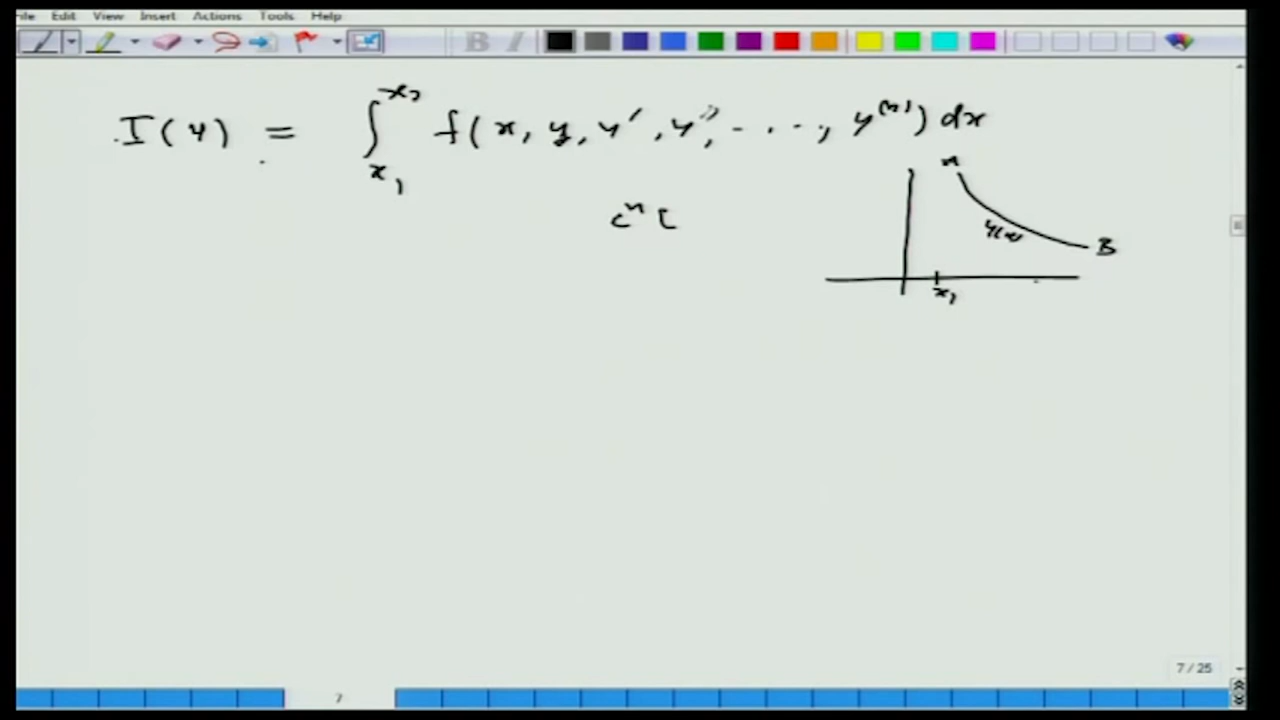 File Edit View Insert Actions Tools Help
I(y) = ∫_{x₁}^{x₂} f(x, y, y', y'', - . . . , y^{(n)}) dx
A
cⁿ [
y(x)
B
x₁
7 / 25
7